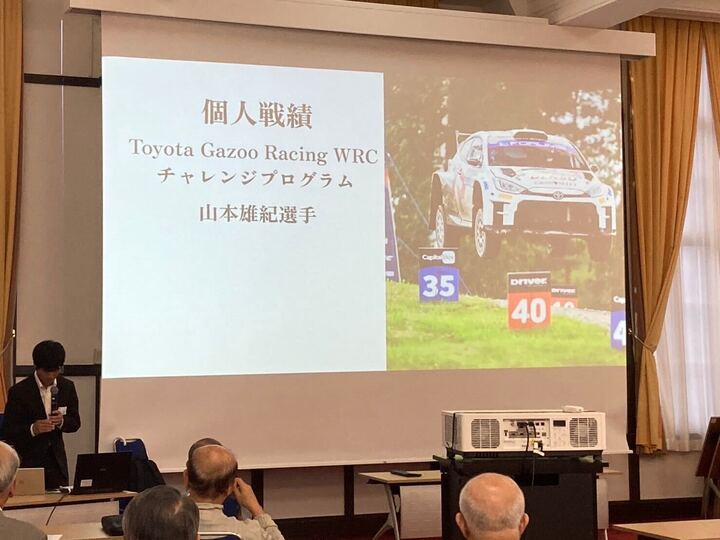 個人戦績
Toyota Gazoo Racing WRC
チャレンジプログラム
山本雄紀選手
35
DRIVER
40